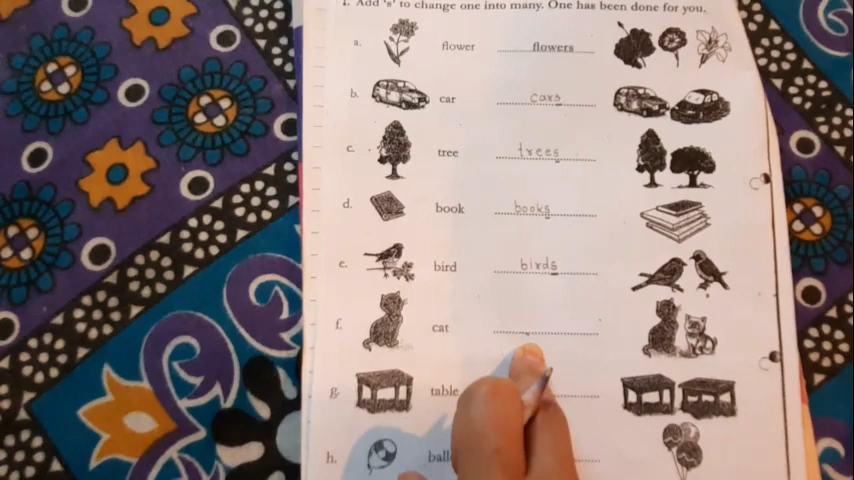 1. Add 's' to change one into many. One has been done for you.
a. flower flowers
b. car cars
c. tree trees
d. book books
e. bird birds
f. cat
g. table
h.